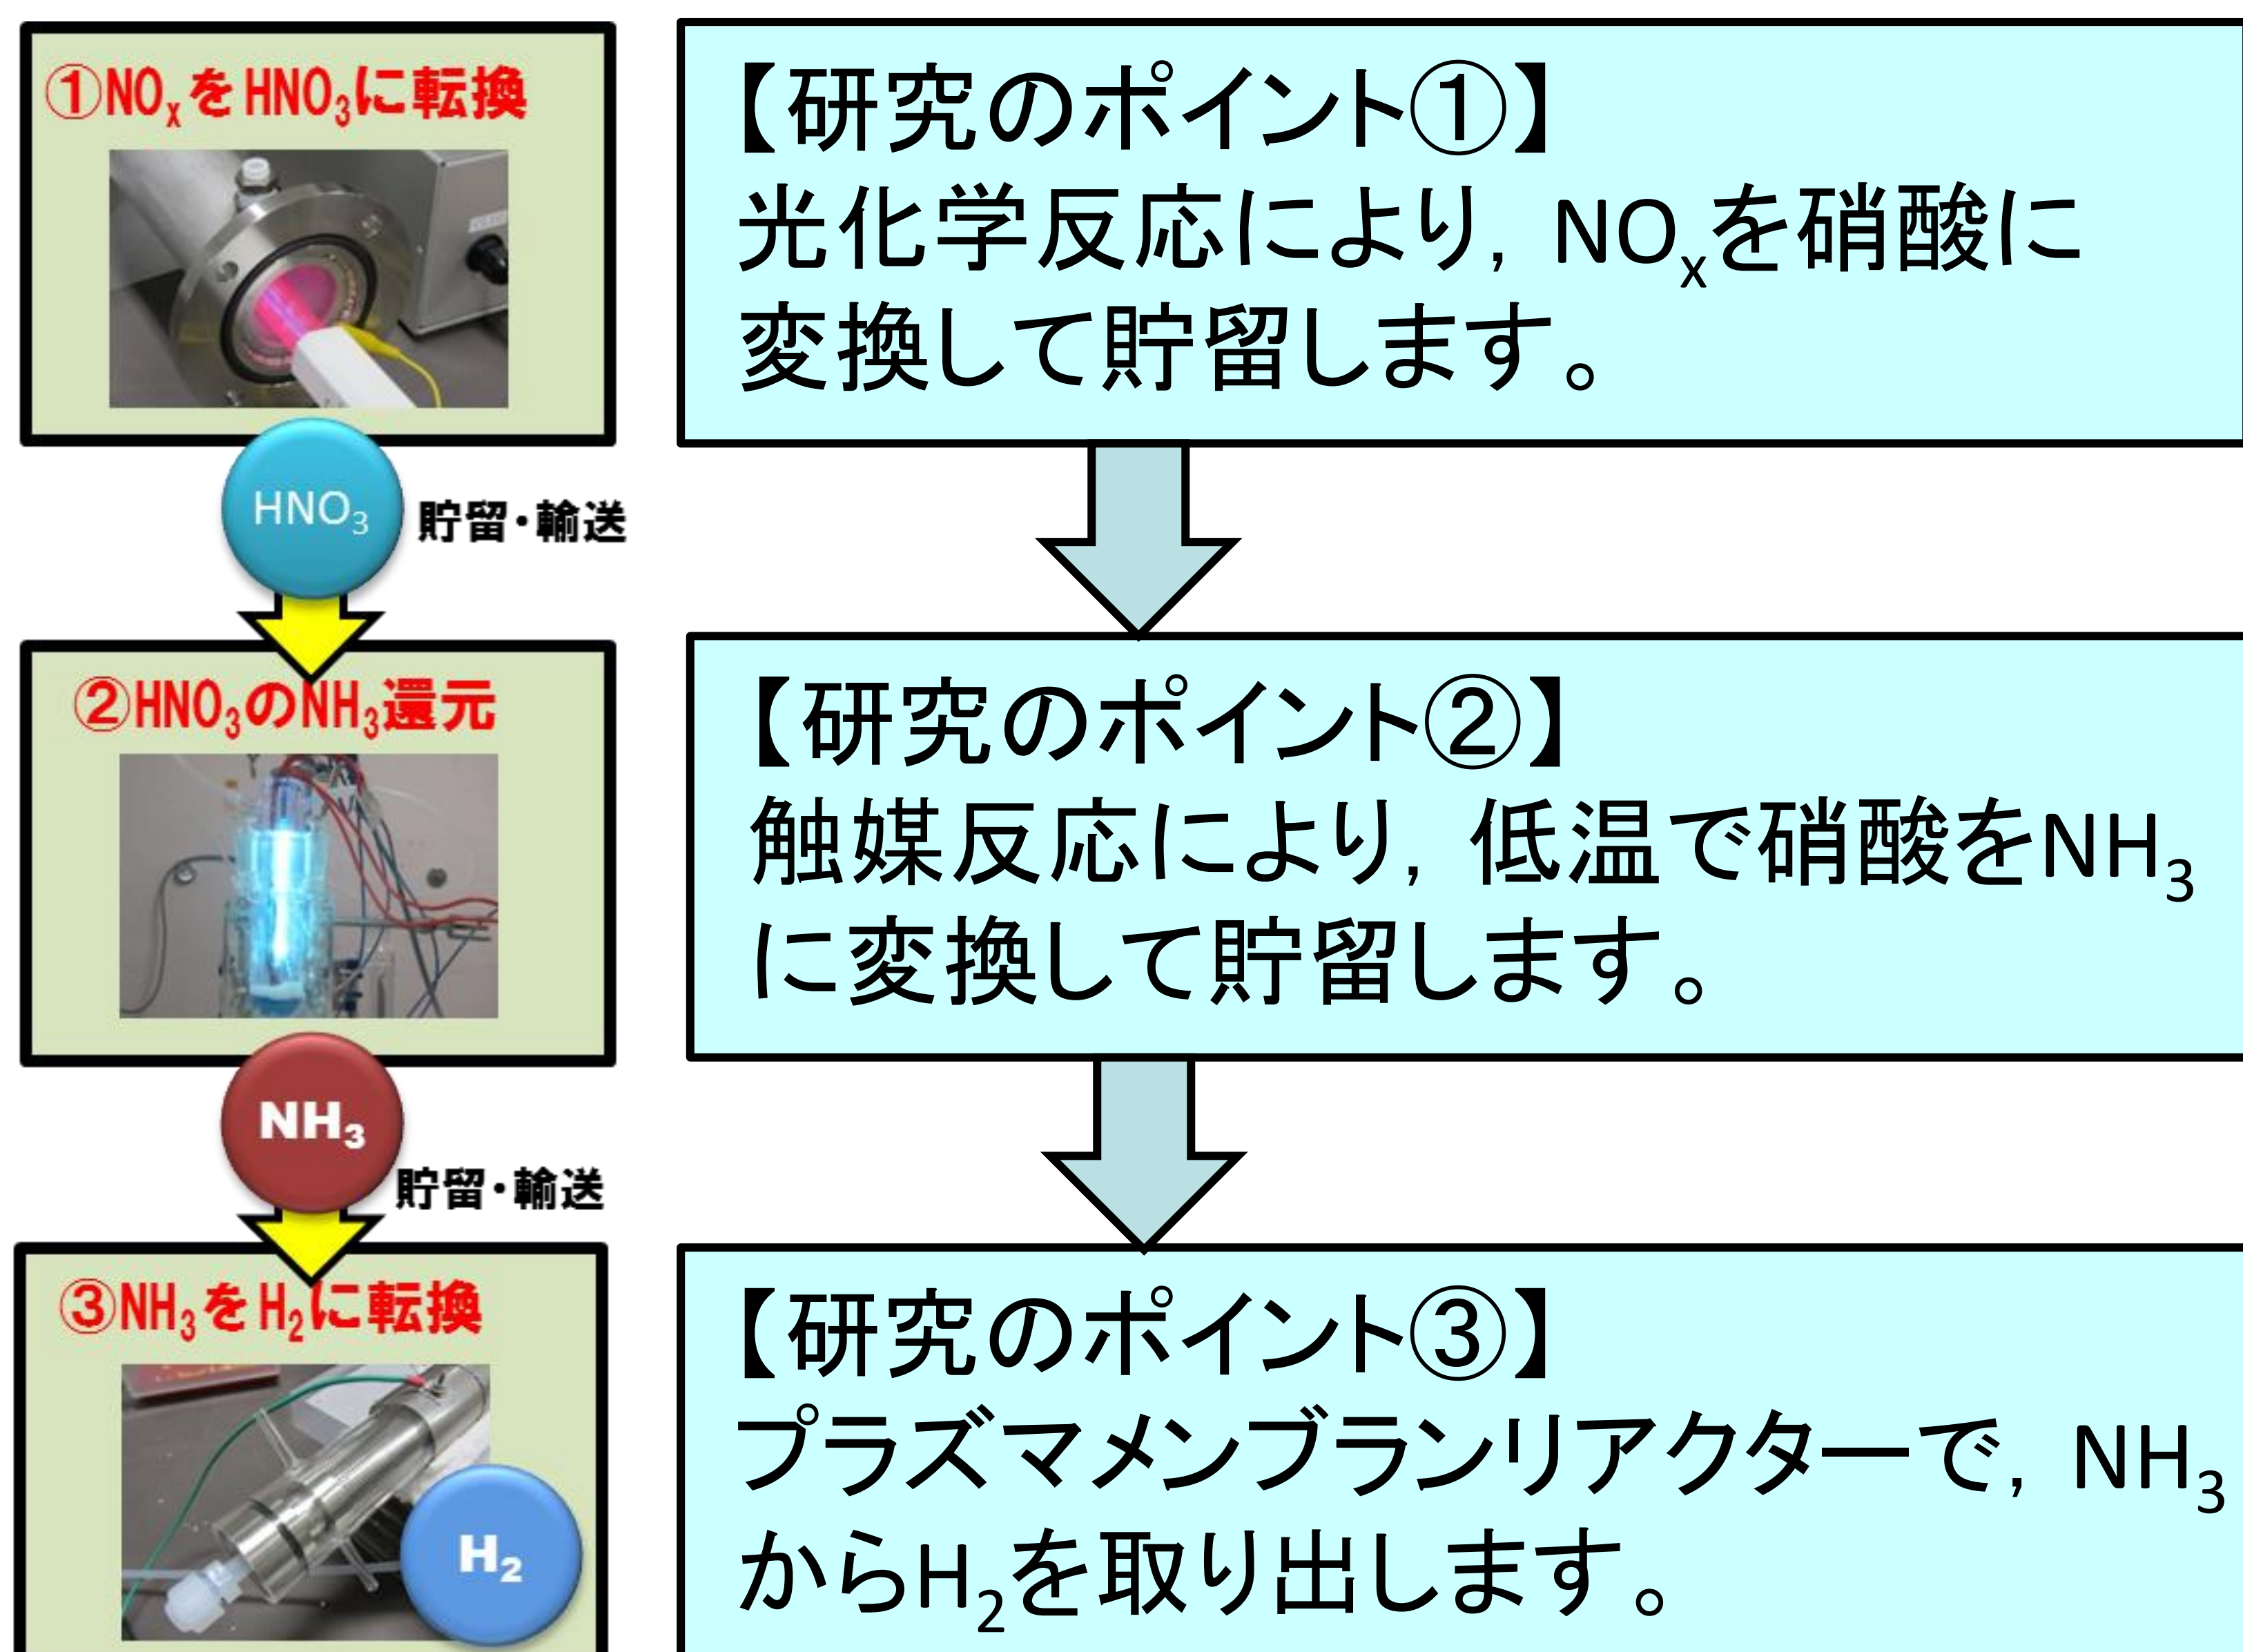 ①NOxをHNO3に転換
【研究のポイント①】
光化学反応により, NOxを硝酸に
変換して貯留します。
HNO3
貯留・輸送
②HNO3のNH3還元
【研究のポイント②】
触媒反応により, 低温で硝酸をNH3
に変換して貯留します。
NH3
貯留・輸送
③NH3をH2に転換
H2
【研究のポイント③】
プラズマメンブランリアクターで, NH3
からH2を取り出します。